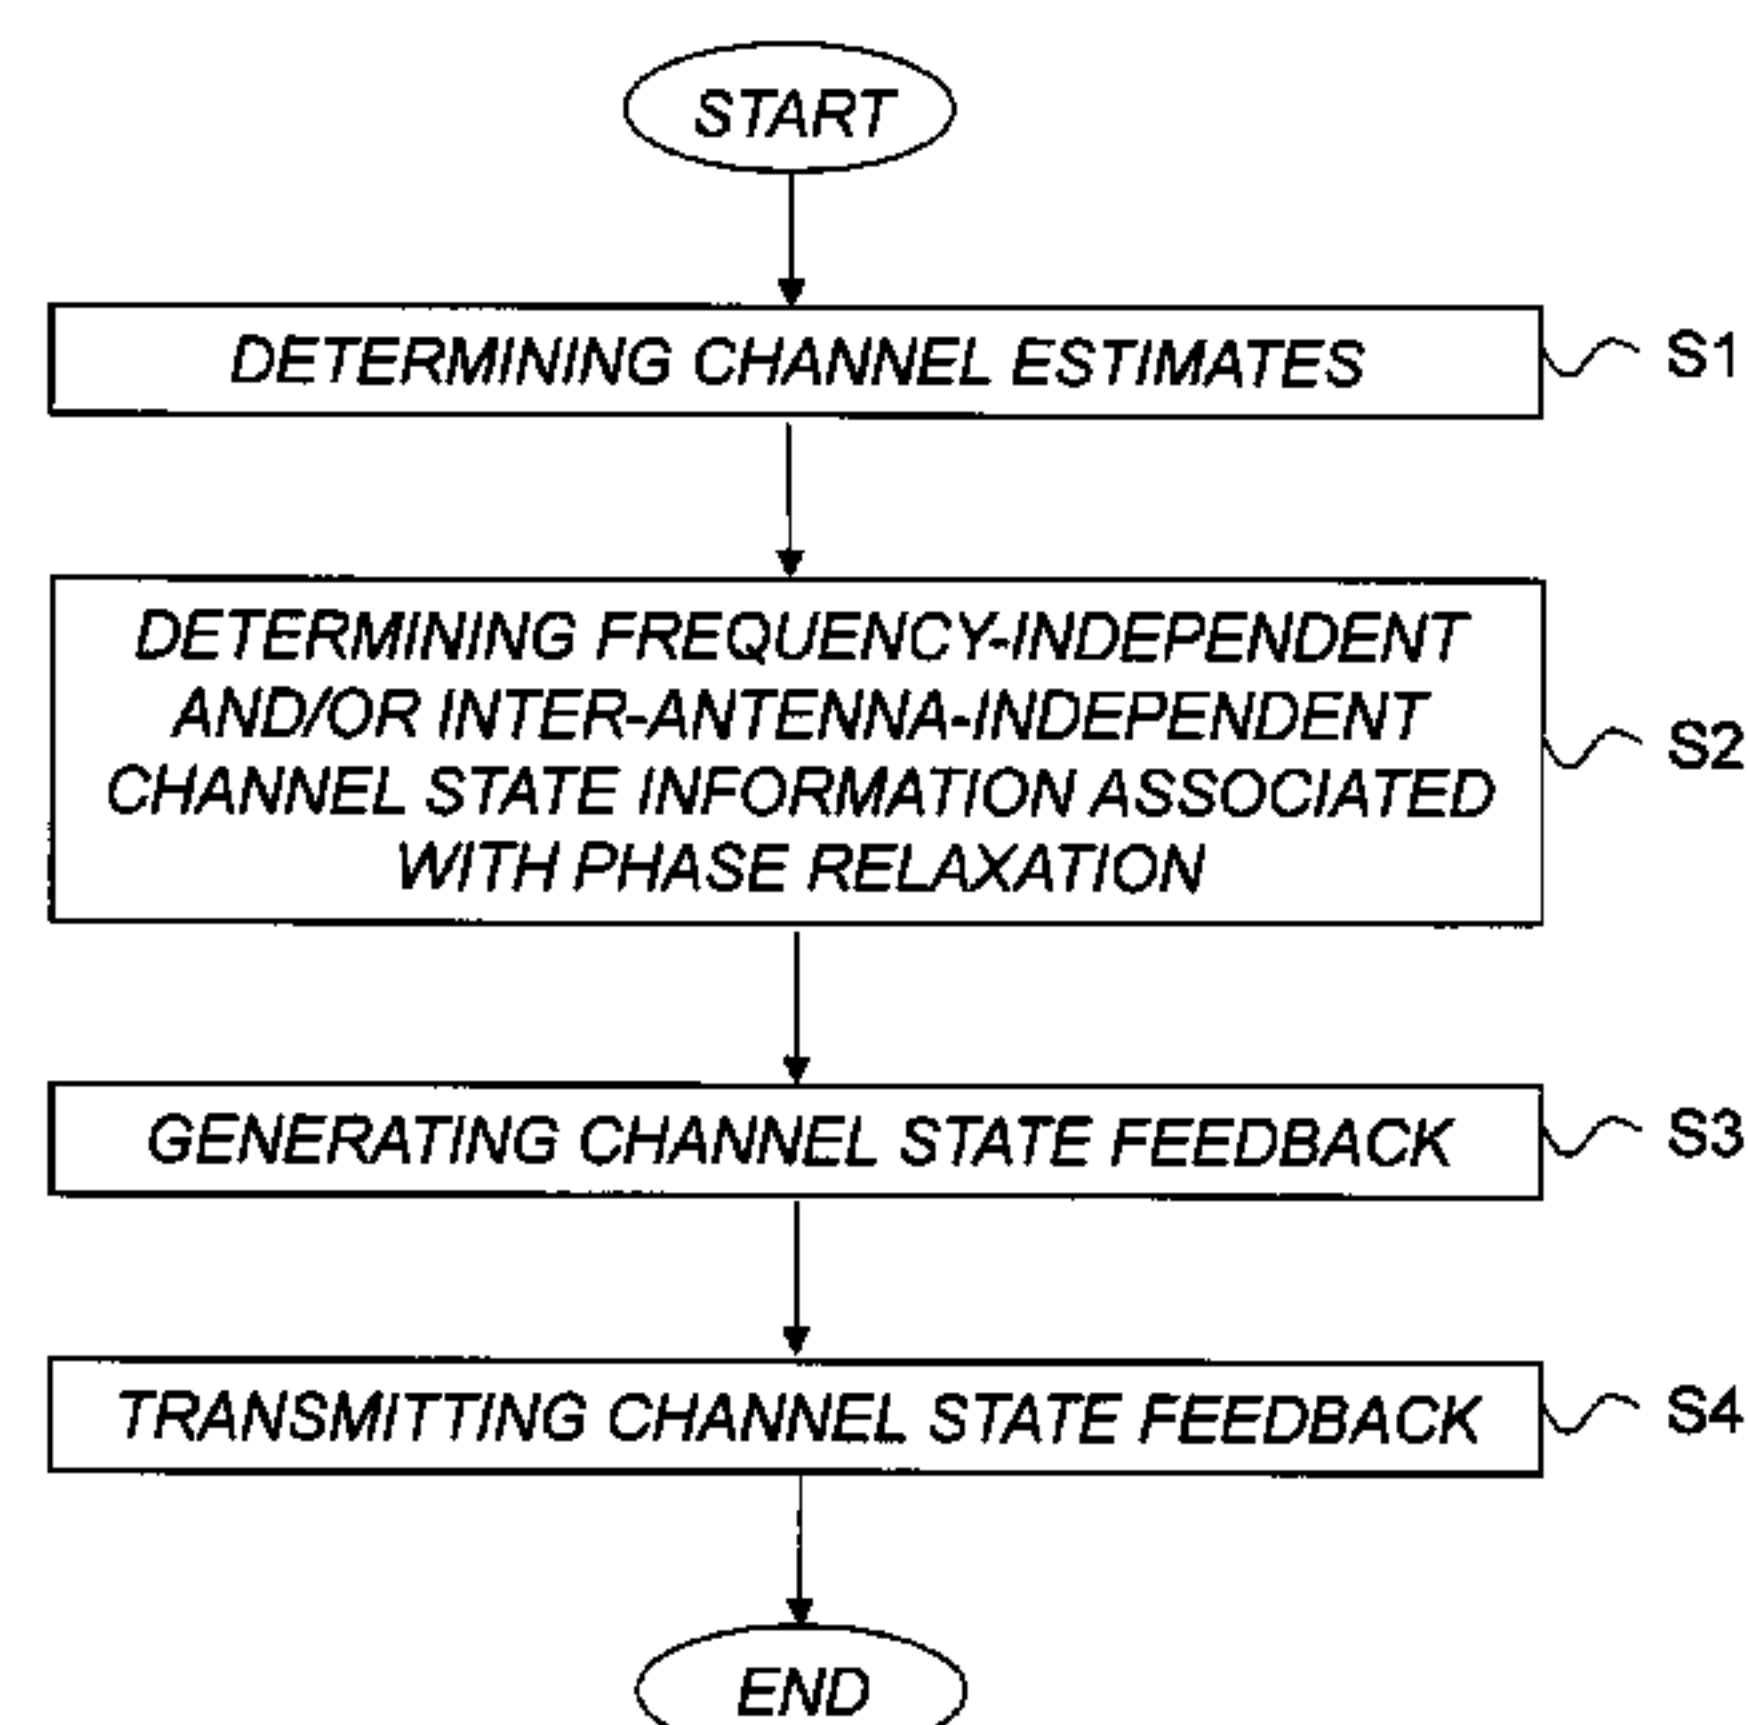 START
DETERMINING CHANNEL ESTIMATES
S1
DETERMINING FREQUENCY-INDEPENDENT
AND/OR INTER-ANTENNA-INDEPENDENT
CHANNEL STATE INFORMATION ASSOCIATED
WITH PHASE RELAXATION
S2
GENERATING CHANNEL STATE FEEDBACK
S3
TRANSMITTING CHANNEL STATE FEEDBACK
S4
END